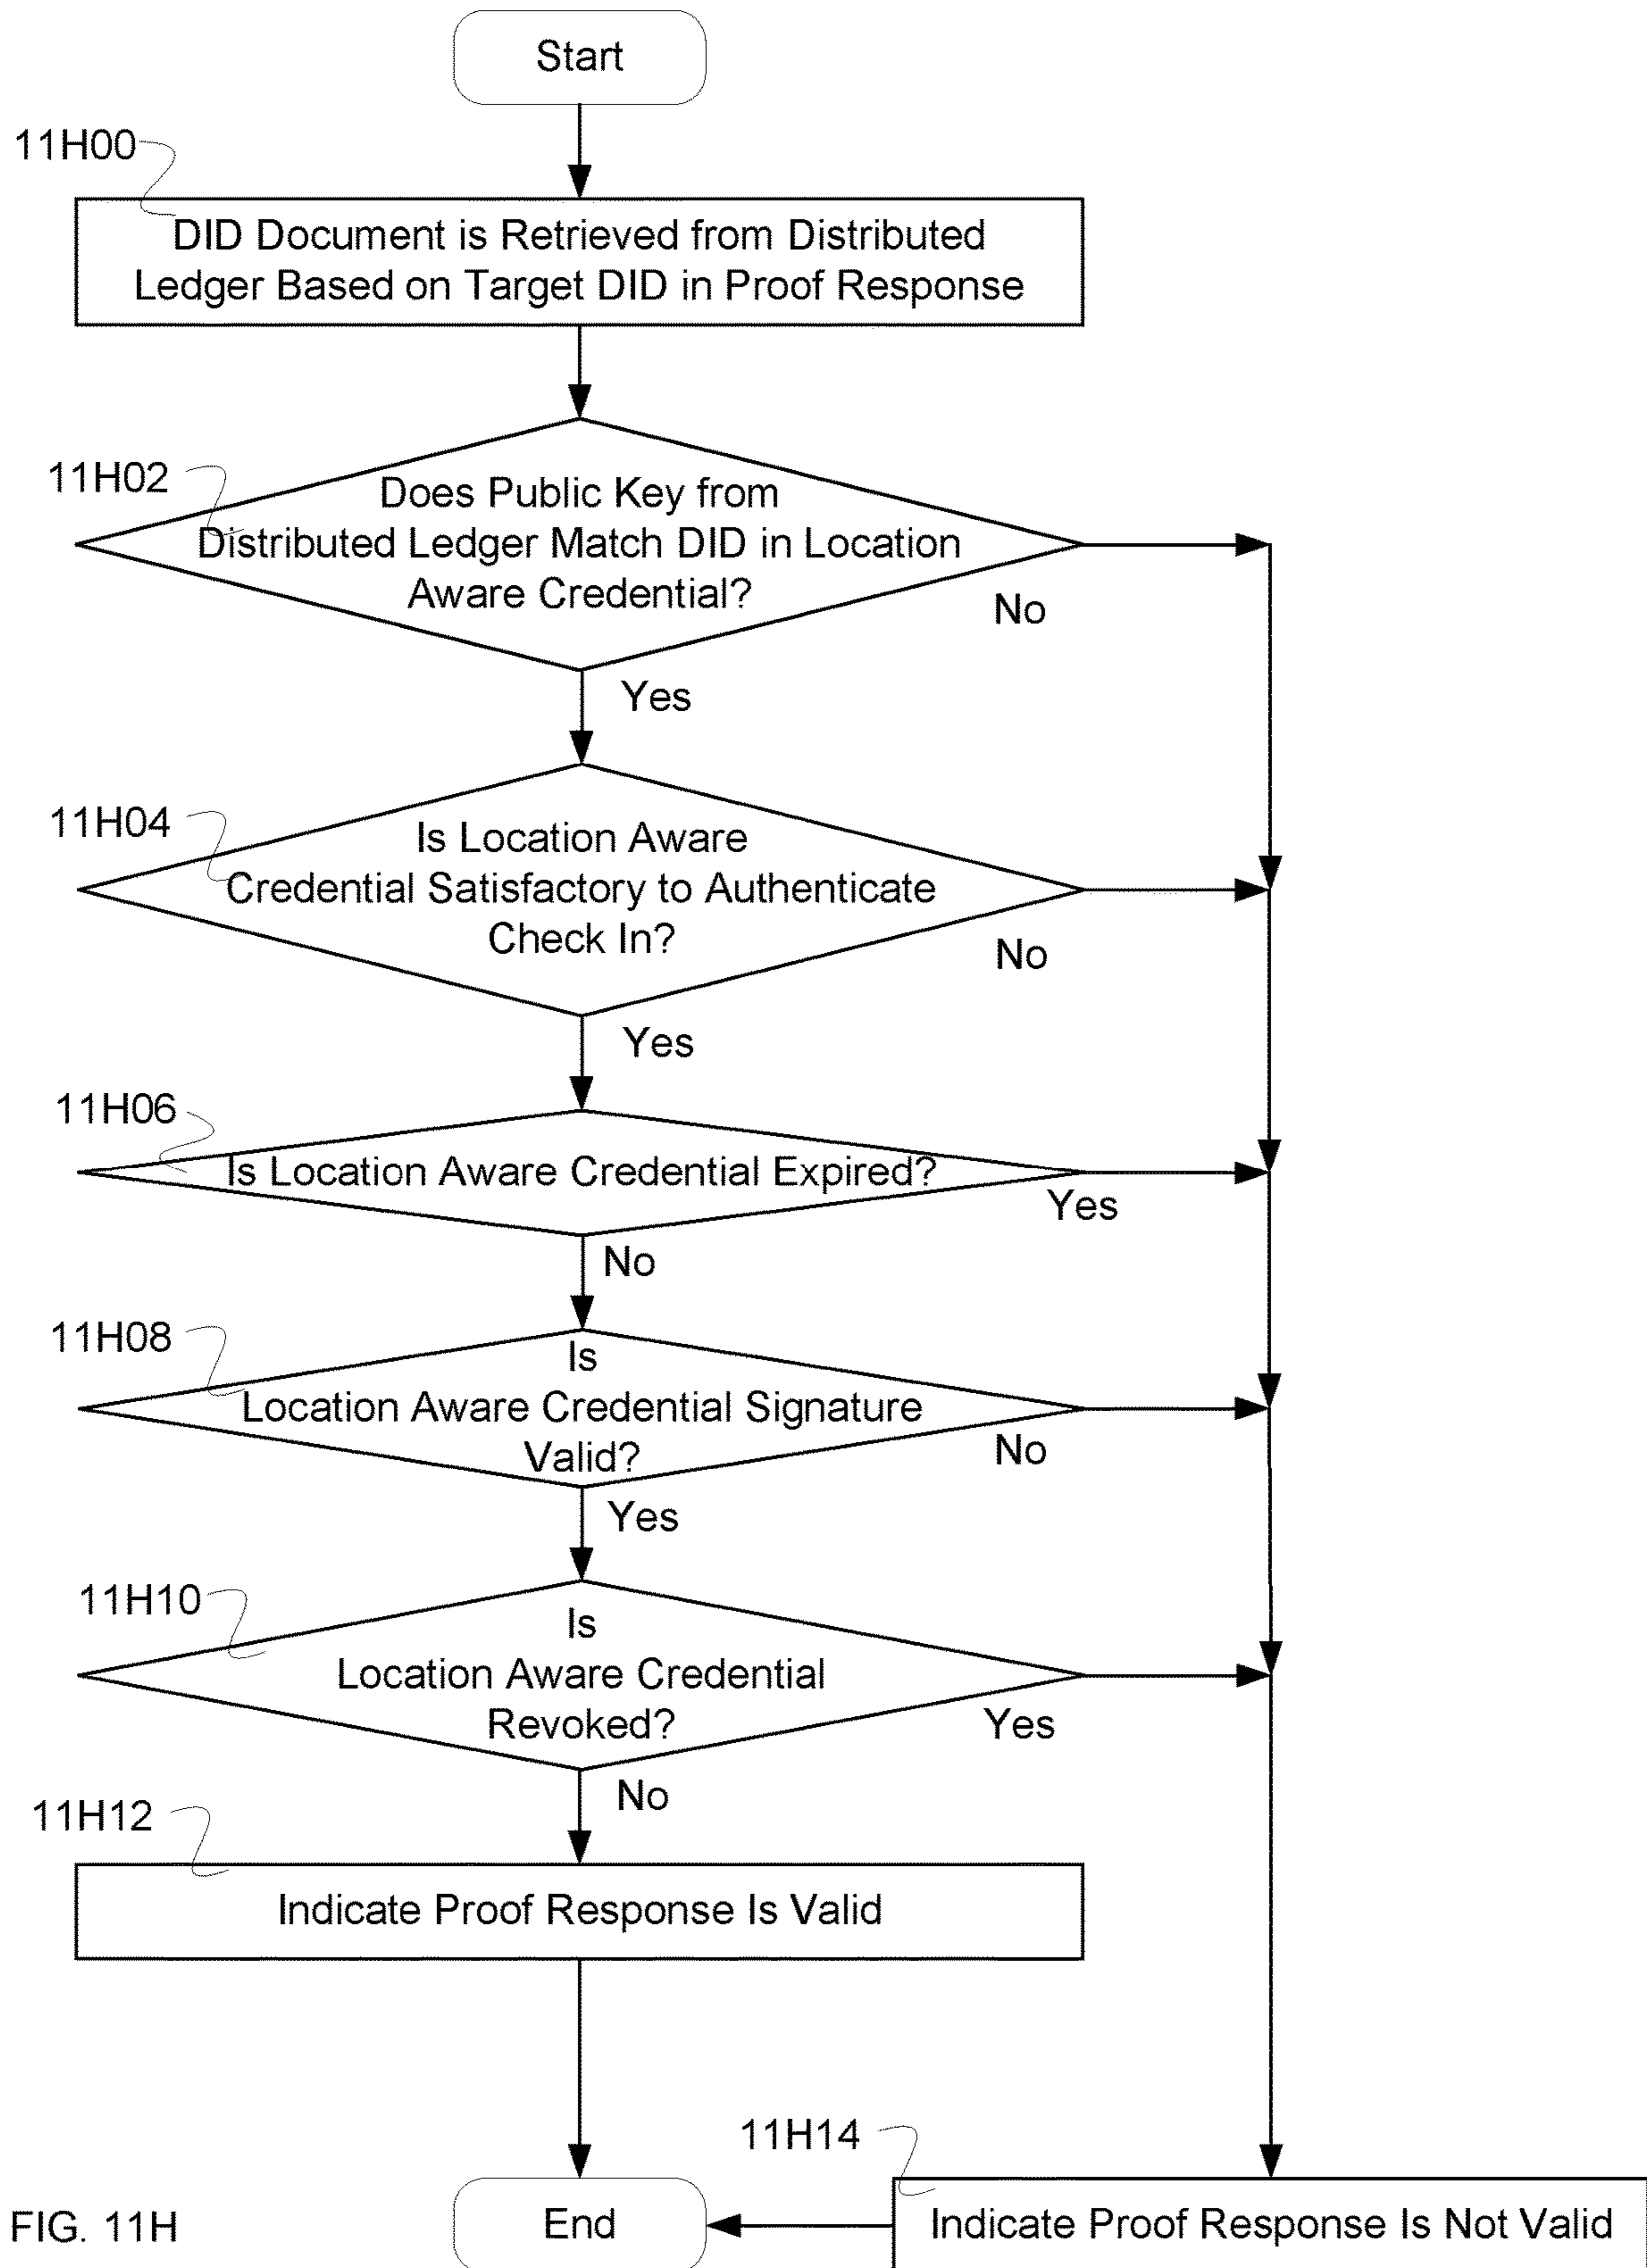 Start
11H00
DID Document is Retrieved from Distributed
Ledger Based on Target DID in Proof Response
11H02
Does Public Key from
Distributed Ledger Match DID in Location
Aware Credential?
No
Yes
11H04
Is Location Aware
Credential Satisfactory to Authenticate
Check In?
No
Yes
11H06
Is Location Aware Credential Expired?
Yes
No
11H08
Is
Location Aware Credential Signature
Valid?
No
Yes
11H10
Is
Location Aware Credential
Revoked?
Yes
No
11H12
Indicate Proof Response Is Valid
11H14
End
Indicate Proof Response Is Not Valid
FIG. 11H